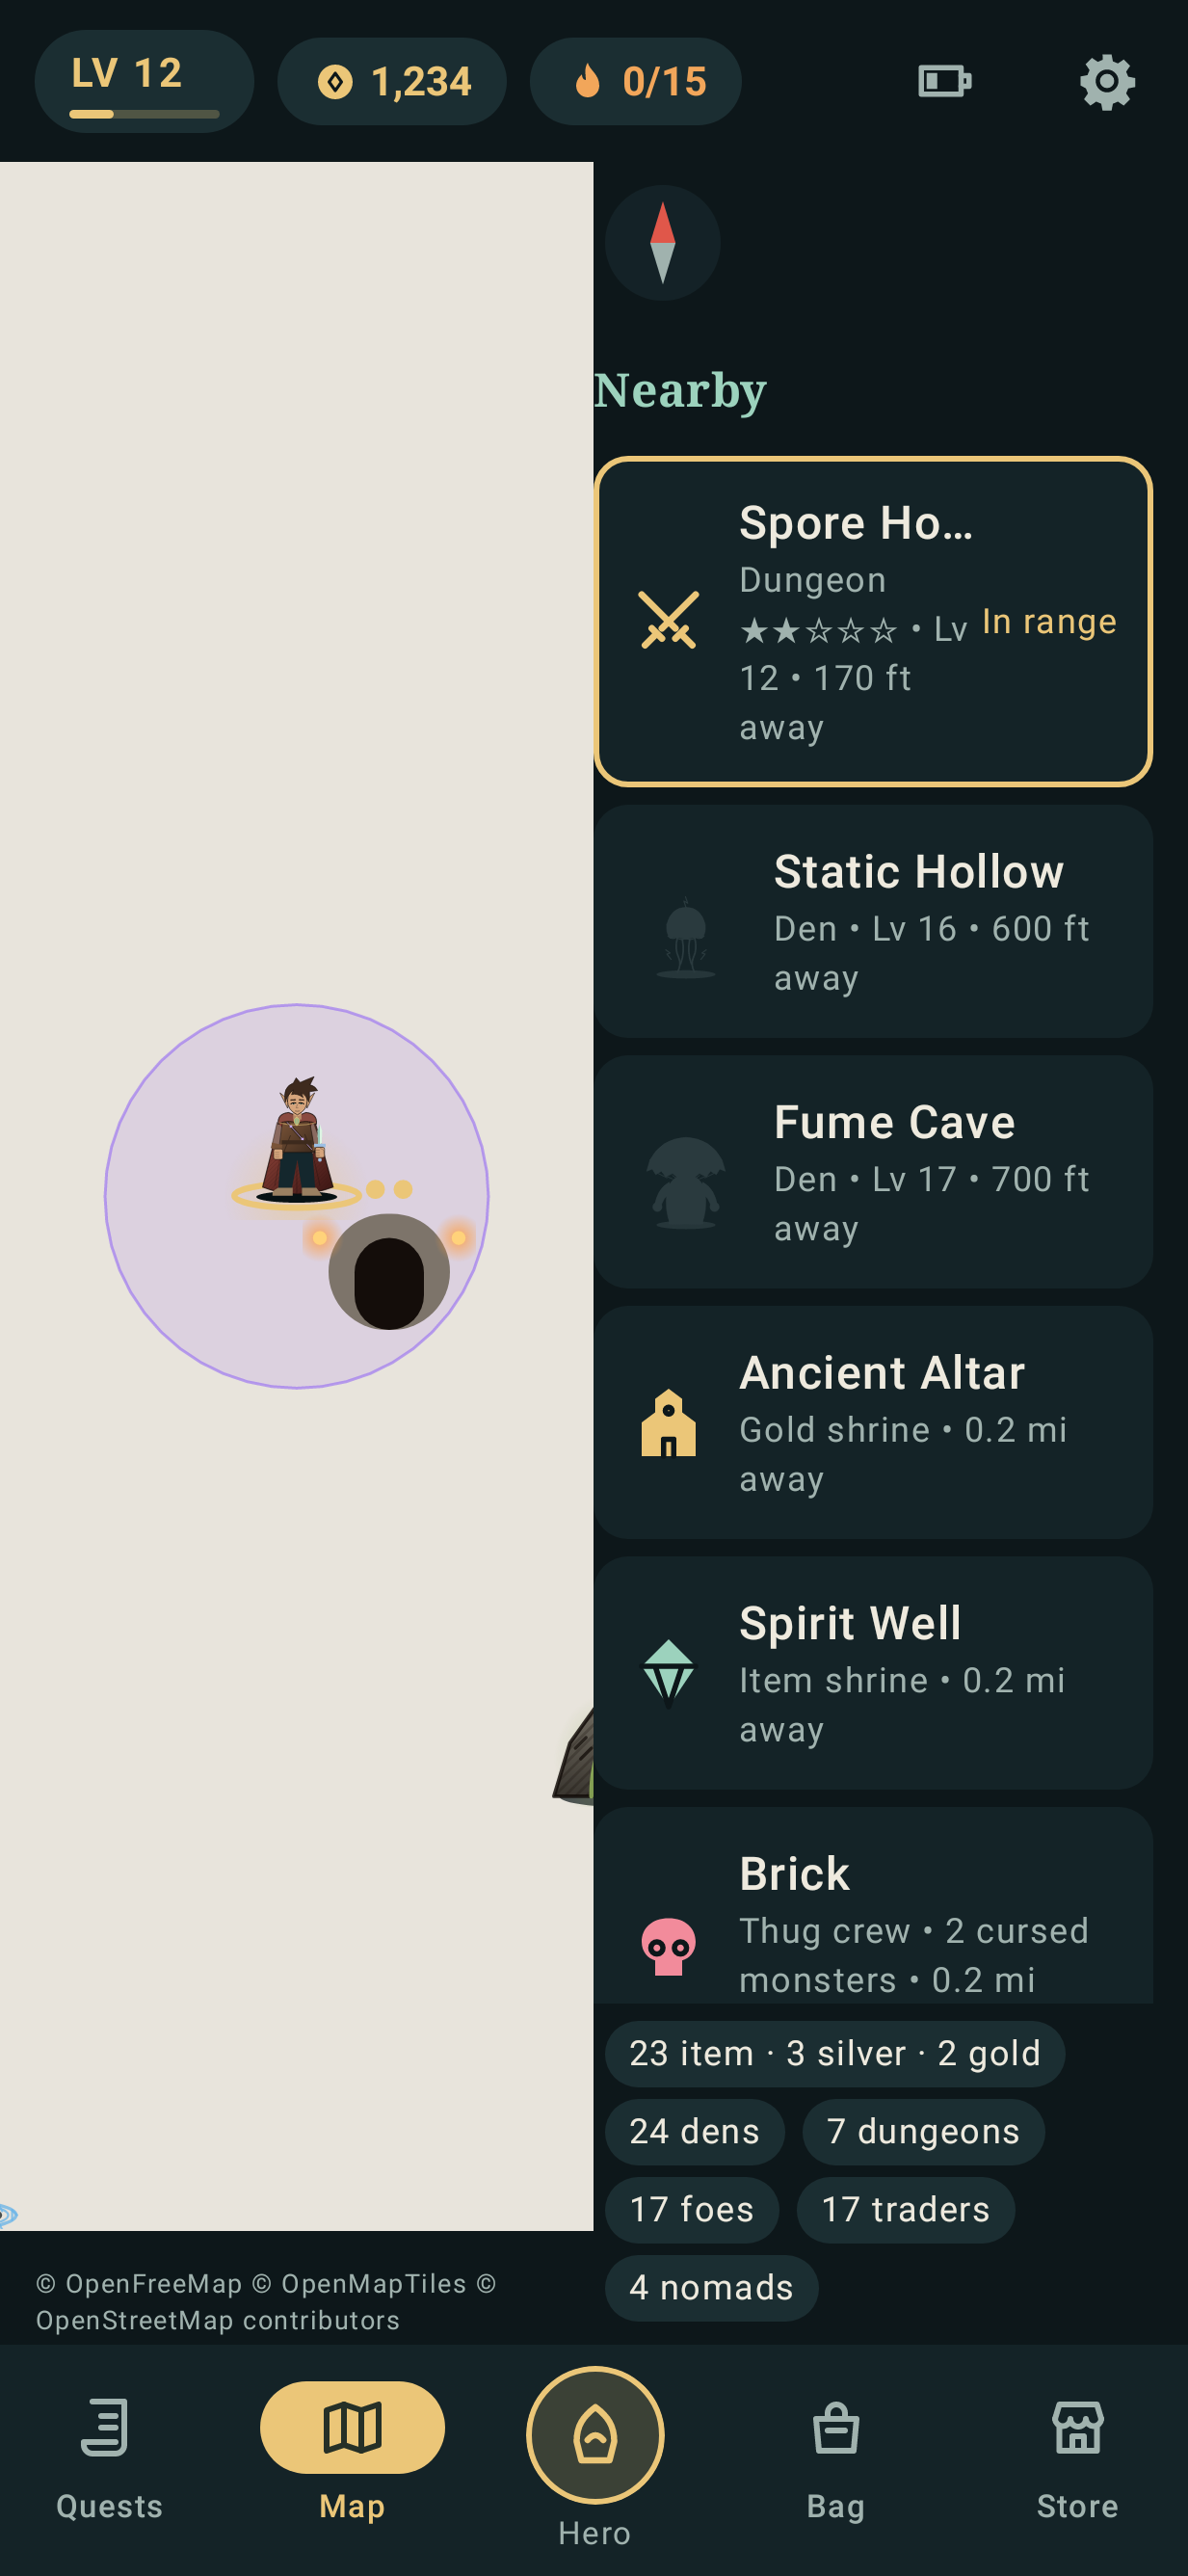 LV 12
1,234
0/15
Nearby
Spore Ho…
Dungeon
★★☆☆☆ • Lv
12 • 170 ft
away
In range
Static Hollow
Den • Lv 16 • 600 ft
away
Fume Cave
Den • Lv 17 • 700 ft
away
Ancient Altar
Gold shrine • 0.2 mi
away
Spirit Well
Item shrine • 0.2 mi
away
Brick
Thug crew • 2 cursed
monsters • 0.2 mi
23 item · 3 silver · 2 gold
24 dens
7 dungeons
17 foes
17 traders
4 nomads
© OpenFreeMap © OpenMapTiles ©
OpenStreetMap contributors
Quests
Map
Hero
Bag
Store